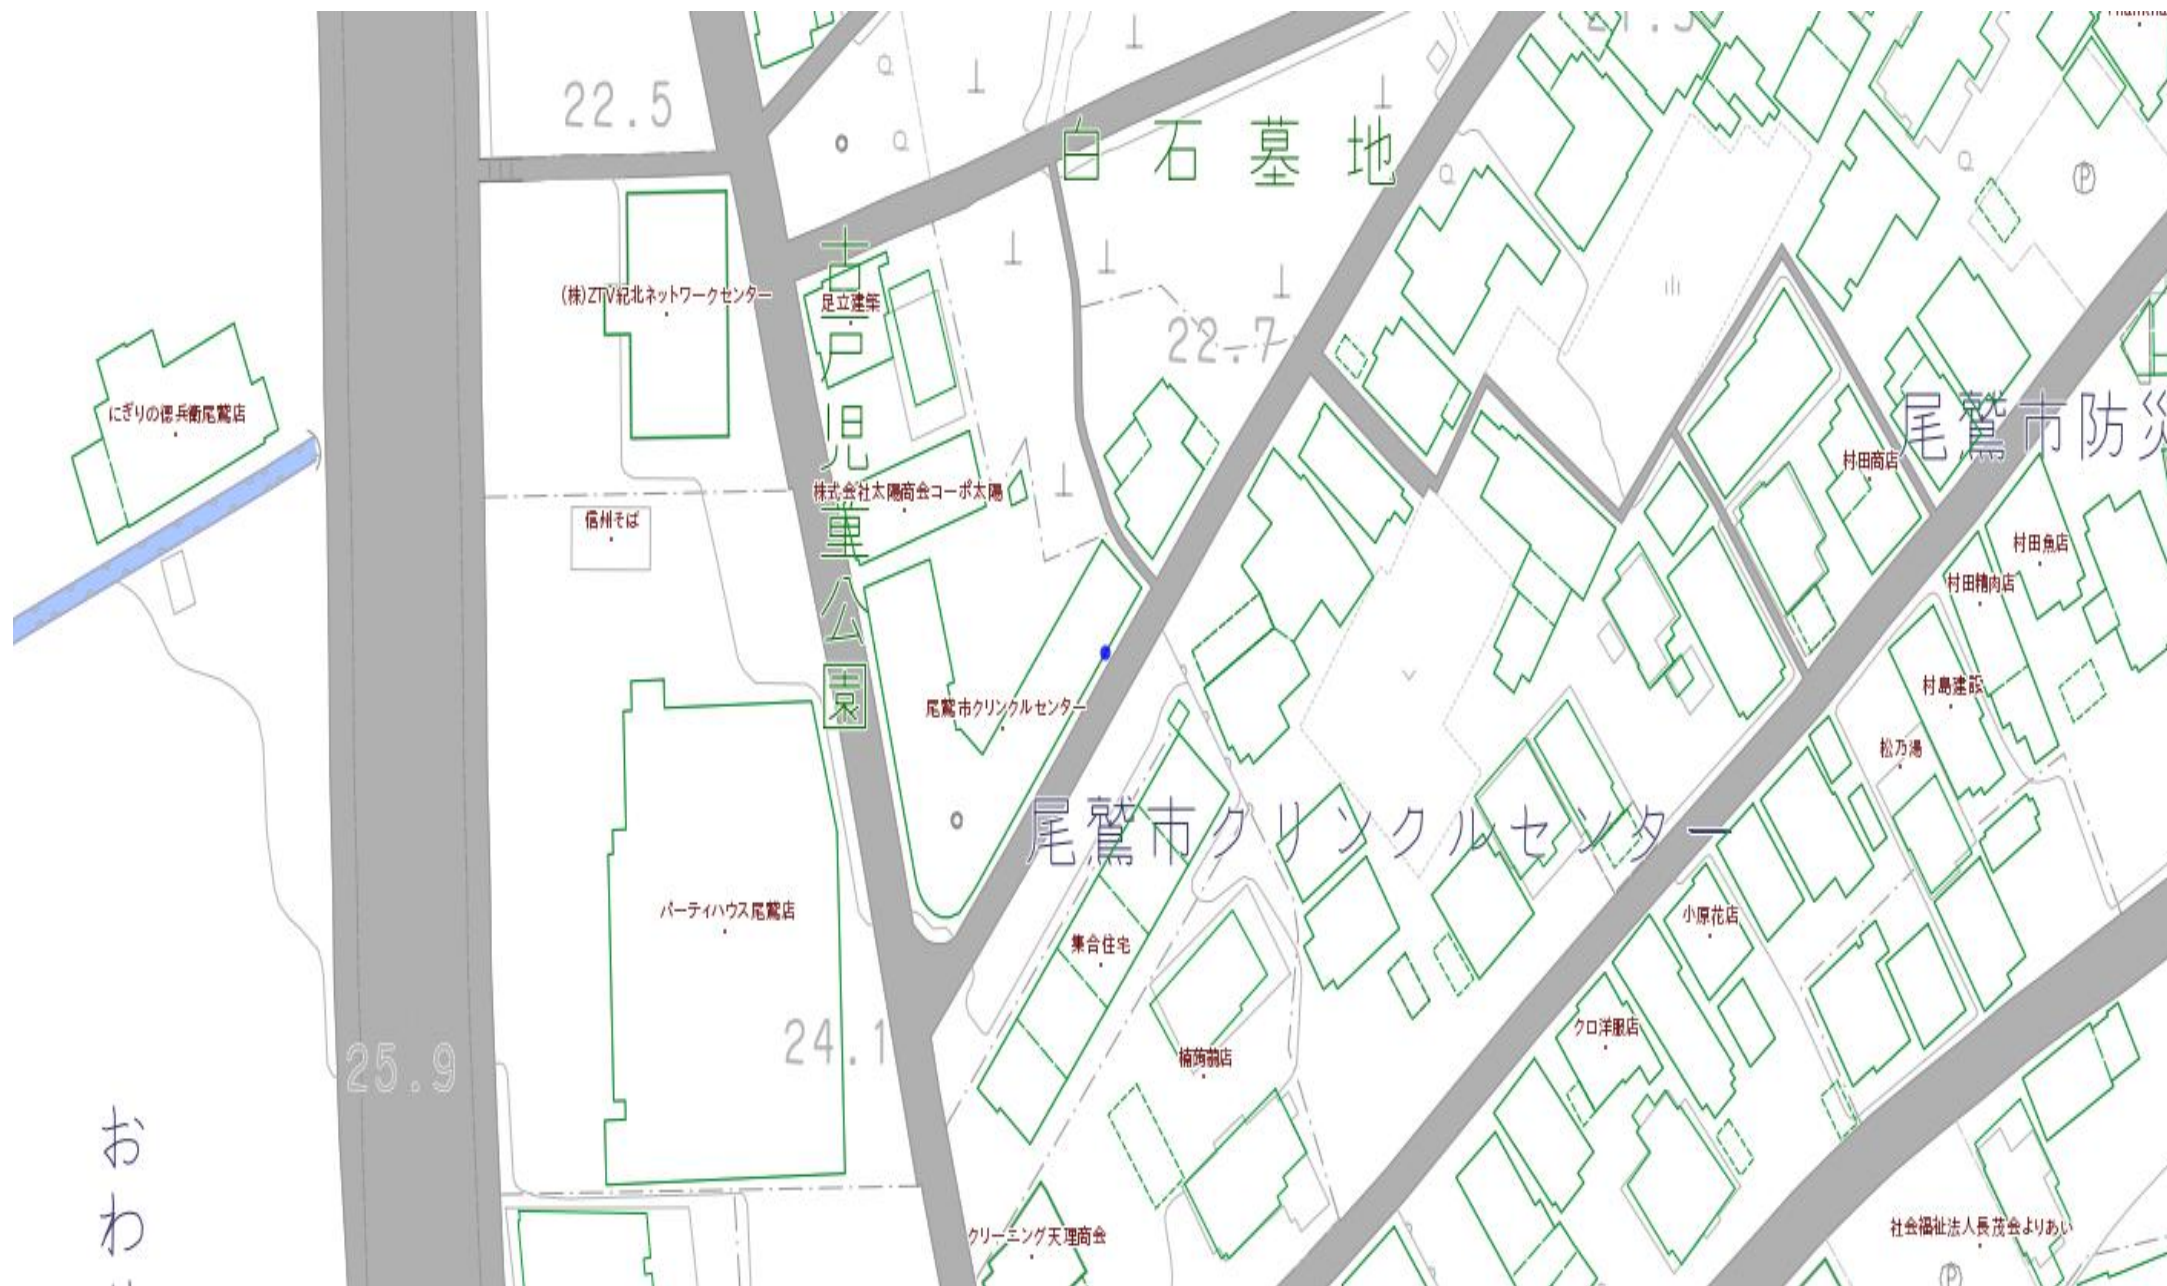 22.5
白石墓地
(株)ZTV紀北ネットワークセンター
足立建築
古戸児童公園
22.7
にぎりの徳兵衛尾鷲店
尾鷲市防災
村田商店
株式会社太陽商会コーポ太陽
信州そば
村田魚店
村田精肉店
村島建設
尾鷲市クリンクルセンター
松乃湯
尾鷲市クリンクルセンター
パーティハウス尾鷲店
小原花店
集合住宅
クロ洋服店
24.1
楠蒟蒻店
25.9
おわ
クリーニング天理商会
社会福祉法人長茂会よりあい
P
P